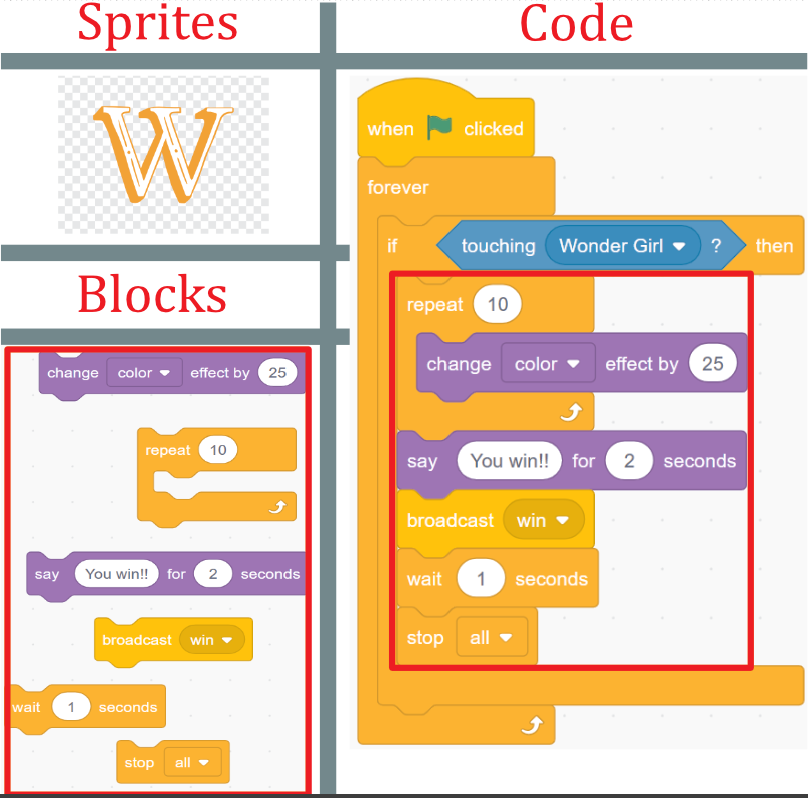 Sprites
W
Blocks
change color effect by 25
repeat 10
say You win!! for 2 seconds
broadcast win
wait 1 seconds
stop all
Code
when clicked
forever
if touching Wonder Girl ? then
repeat 10
change color effect by 25
say You win!! for 2 seconds
broadcast win
wait 1 seconds
stop all